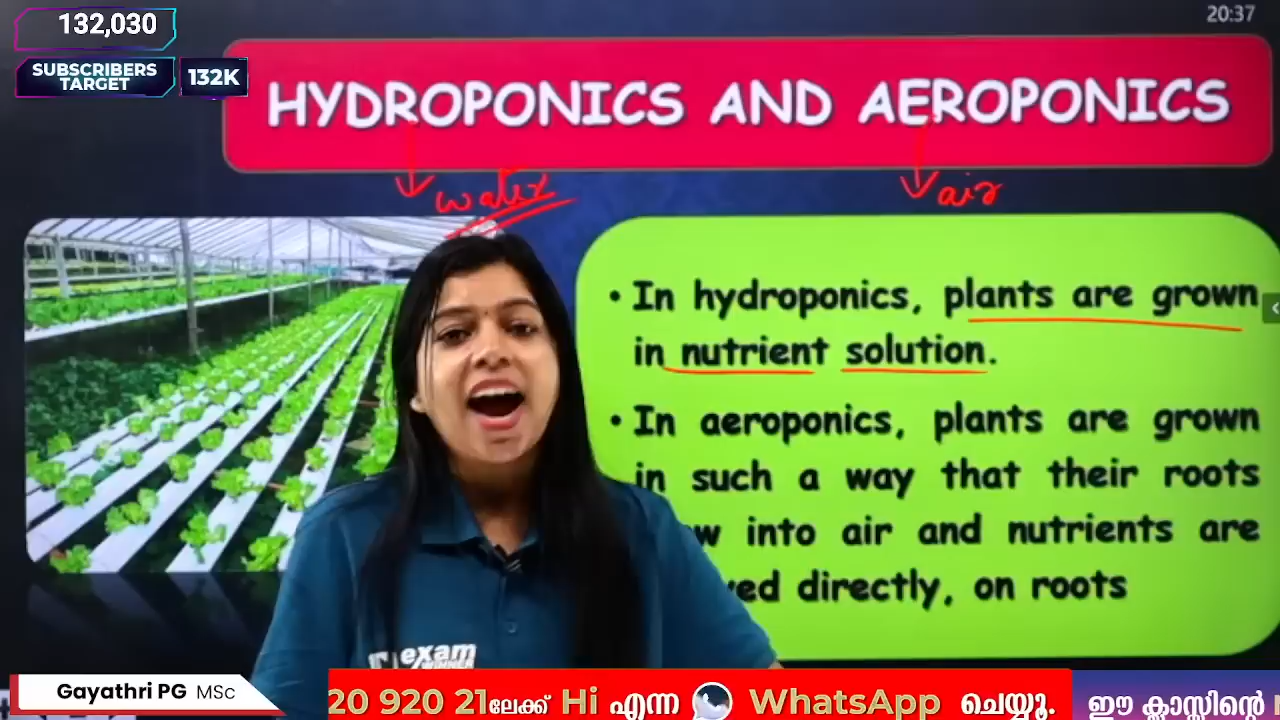 132,030
20:37
SUBSCRIBERS
TARGET
132K
HYDROPONICS AND AEROPONICS
water
air
• In hydroponics, plants are grown
in nutrient solution.
• In aeroponics, plants are grown
in such a way that their roots
into air and nutrients are
directly, on roots
exam
WINNER
Gayathri PG MSc
20 920 21ലേക്ക് Hi എന്ന WhatsApp ചെയ്യൂ.
ഈ ക്ലാസ്സിന്റെ